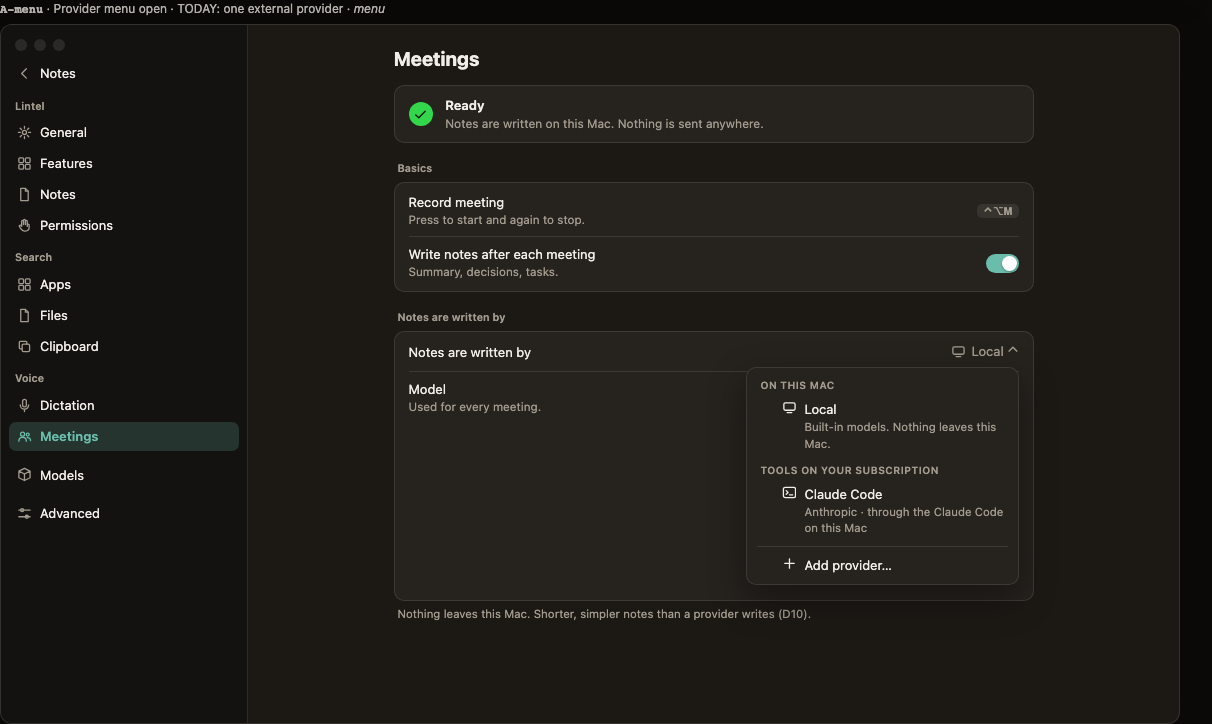 A-menu · Provider menu open · TODAY: one external provider · menu
Notes
Lintel
General
Features
Notes
Permissions
Search
Apps
Files
Clipboard
Voice
Dictation
Meetings
Models
Advanced
Meetings
Ready
Notes are written on this Mac. Nothing is sent anywhere.
Basics
Record meeting
Press to start and again to stop.
⌃⌥M
Write notes after each meeting
Summary, decisions, tasks.
Notes are written by
Notes are written by
Local
Model
Used for every meeting.
ON THIS MAC
Local
Built-in models. Nothing leaves this
Mac.
TOOLS ON YOUR SUBSCRIPTION
Claude Code
Anthropic · through the Claude Code
on this Mac
Add provider...
Nothing leaves this Mac. Shorter, simpler notes than a provider writes (D10).